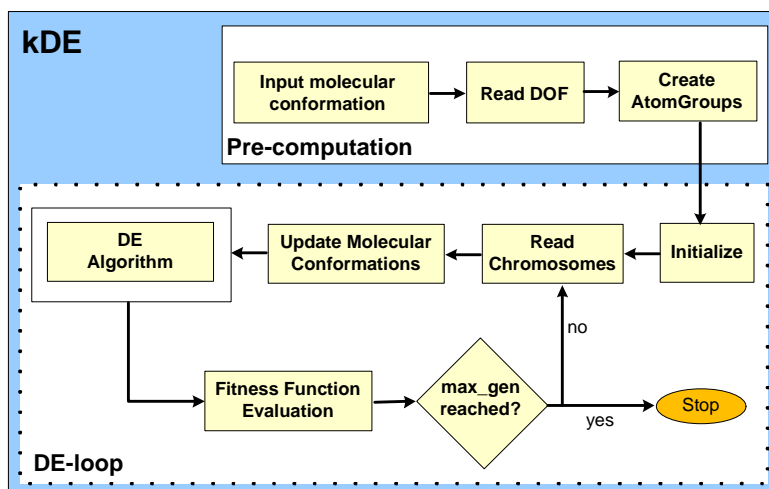 kDE
Input molecular
conformation
Read DOF
Create
AtomGroups
Pre-computation
DE
Algorithm
Update Molecular
Conformations
Read
Chromosomes
Initialize
no
Fitness Function
Evaluation
max_gen
reached?
yes
Stop
DE-loop